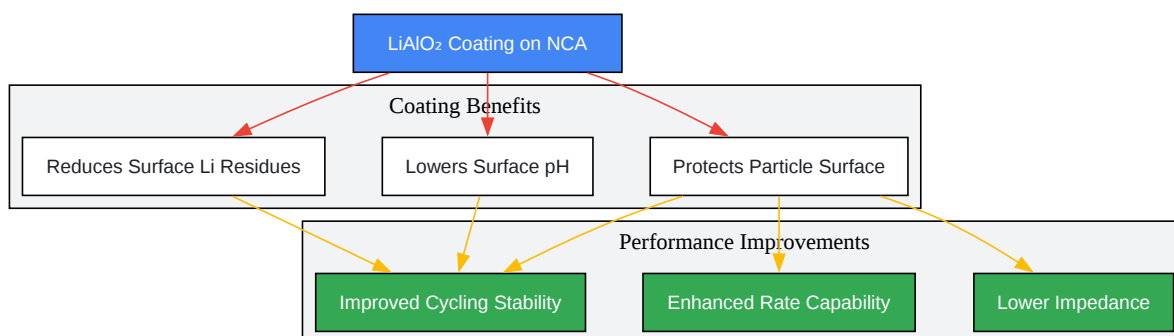 LiAlO₂ Coating on NCA
Coating Benefits
Reduces Surface Li Residues
Lowers Surface pH
Protects Particle Surface
Performance Improvements
Improved Cycling Stability
Enhanced Rate Capability
Lower Impedance